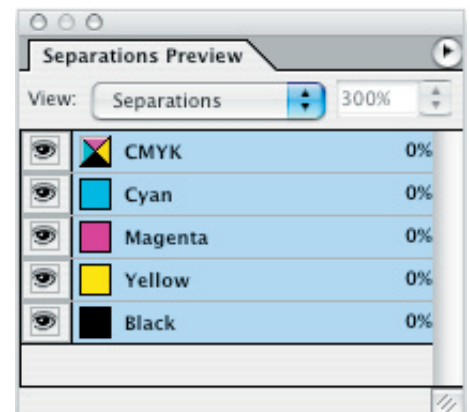 Separations Preview
View: Separations 300%
CMYK 0%
Cyan 0%
Magenta 0%
Yellow 0%
Black 0%